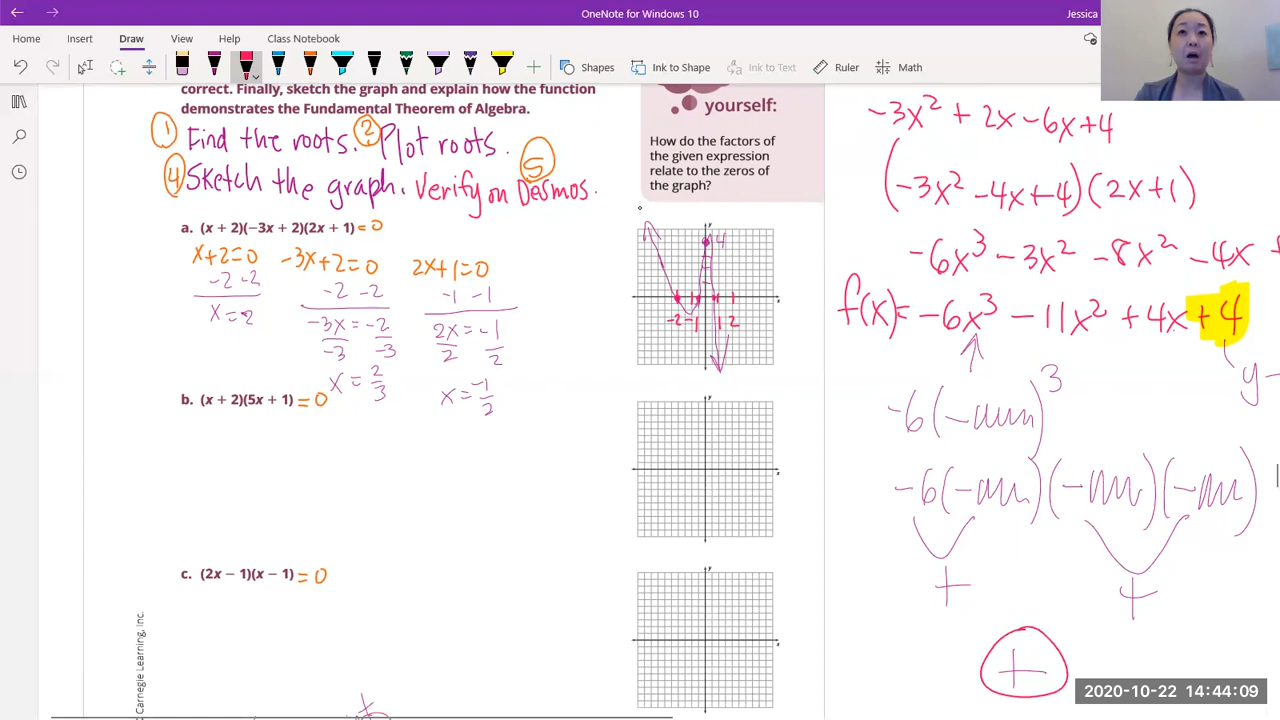 OneNote for Windows 10
Jessica
Home Insert Draw View Help Class Notebook
Shapes Ink to Shape Ink to Text Ruler Math
correct. Finally, sketch the graph and explain how the function
demonstrates the Fundamental Theorem of Algebra.
① Find the roots. ② Plot roots.
④ Sketch the graph. ⑤ Verify on Desmos.
yourself:
How do the factors of
the given expression
relate to the zeros of
the graph?
a. (x + 2)(−3x + 2)(2x + 1) = 0
x+2=0 -3x+2=0 2x+1=0
-2 -2 -2 -2 -1 -1
x=-2 -3x = -2 2x = -1
-3 -3 2 2
x = 2/3 x = -1/2
y
4
-2 -1 1 2
x
b. (x + 2)(5x + 1) = 0
y
x
c. (2x − 1)(x − 1) = 0
y
x
Carnegie Learning, Inc.
-3x² + 2x - 6x + 4
(-3x² - 4x + 4)(2x + 1)
-6x³ - 3x² - 8x² - 4x +
f(x) = -6x³ - 11x² + 4x + 4
y -
-6( - )³
-6( - )( - )( - )
+ +
+
2020-10-22 14:44:09